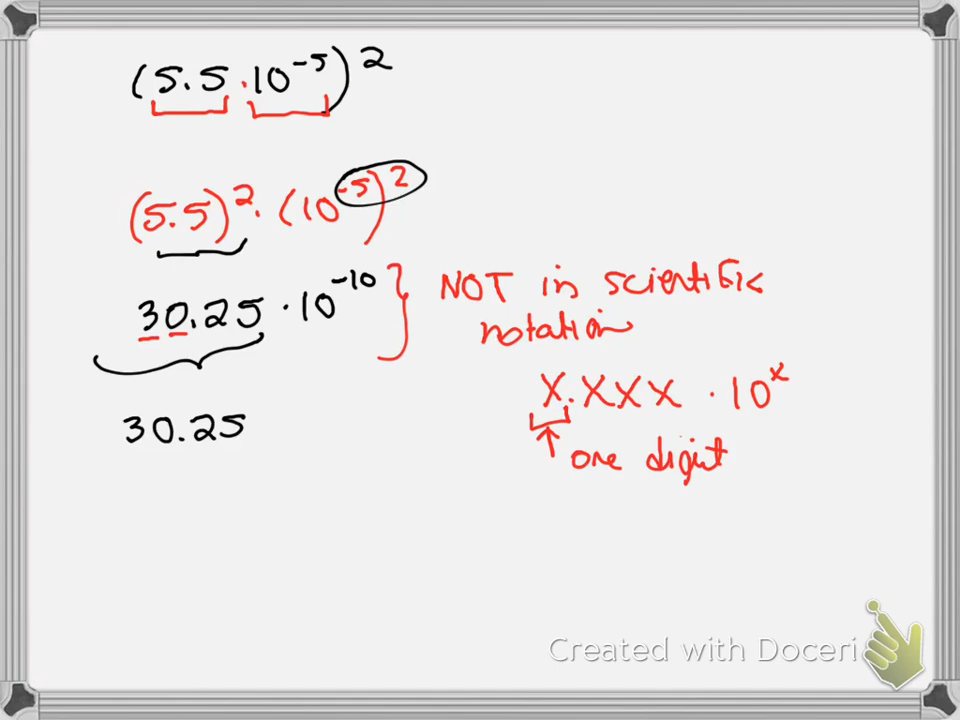 (5.5 · 10⁻⁵)²
(5.5)² · (10⁻⁵)²
30.25 · 10⁻¹⁰ } NOT in scientific
notation
X.XXX · 10ˣ
30.25
↑ one digit
Created with Doceri